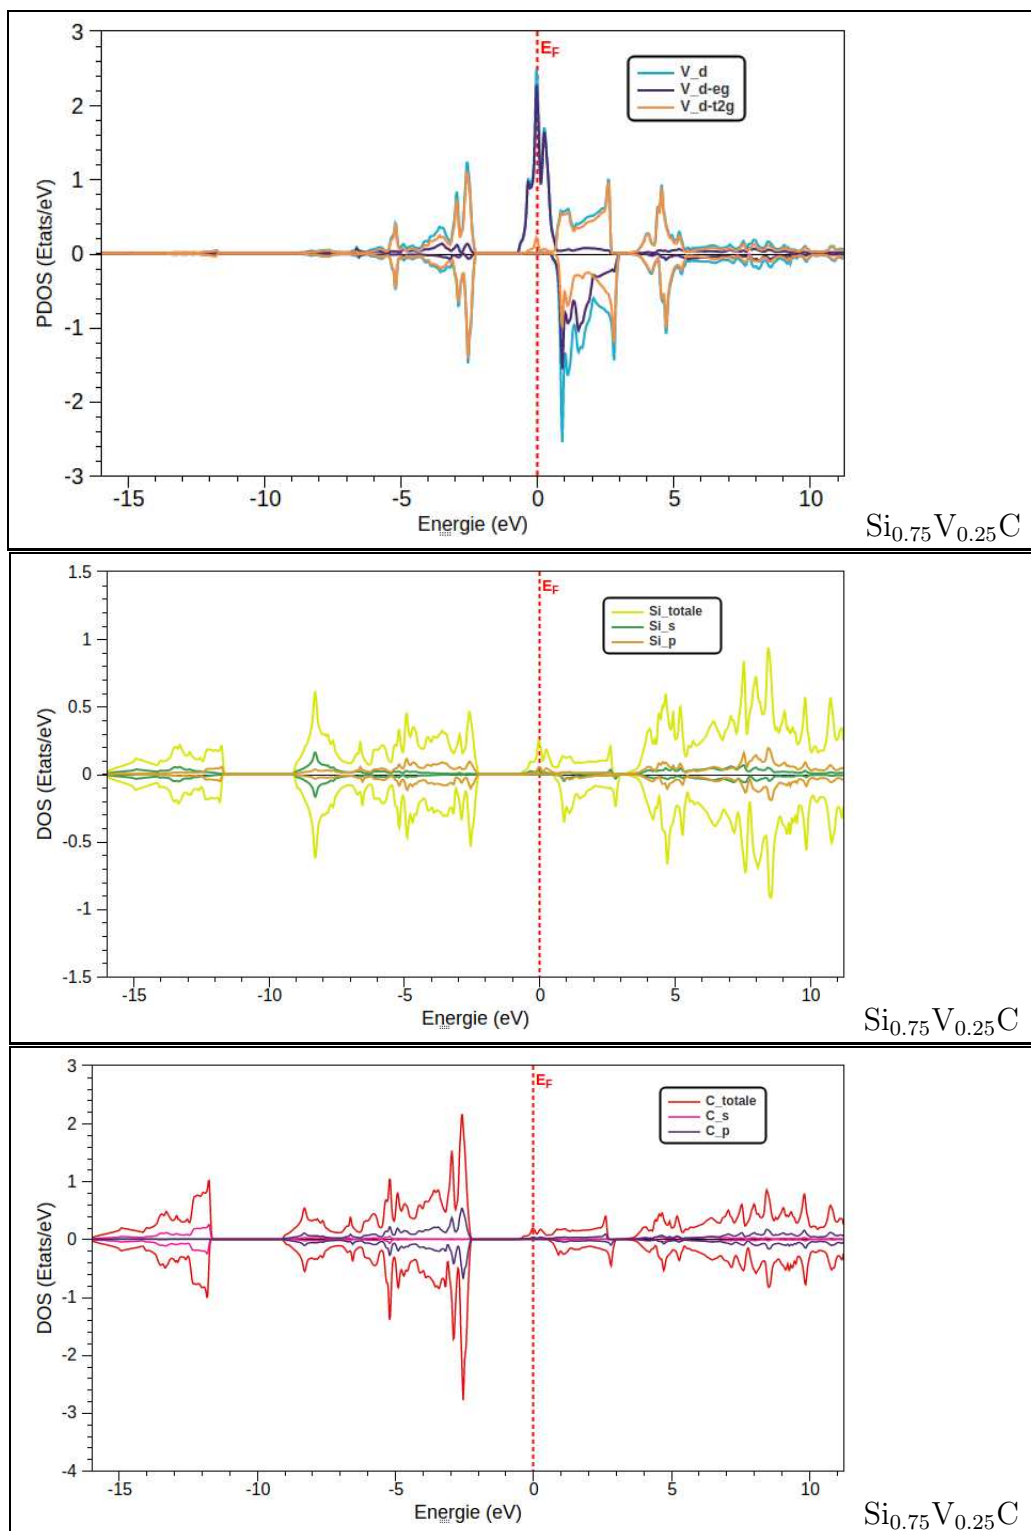 3
E_F
V_d
V_d-eg
V_d-t2g
2
1
0
-1
-2
-3
PDOS (Etats/eV)
-15 -10 -5 0 5 10
Energie (eV)
Si0.75V0.25C
1.5
E_F
Si_totale
Si_s
Si_p
1
0.5
0
-0.5
-1
-1.5
DOS (Etats/eV)
-15 -10 -5 0 5 10
Energie (eV)
Si0.75V0.25C
3
E_F
C_totale
C_s
C_p
2
1
0
-1
-2
-3
-4
DOS (Etats/eV)
-15 -10 -5 0 5 10
Energie (eV)
Si0.75V0.25C